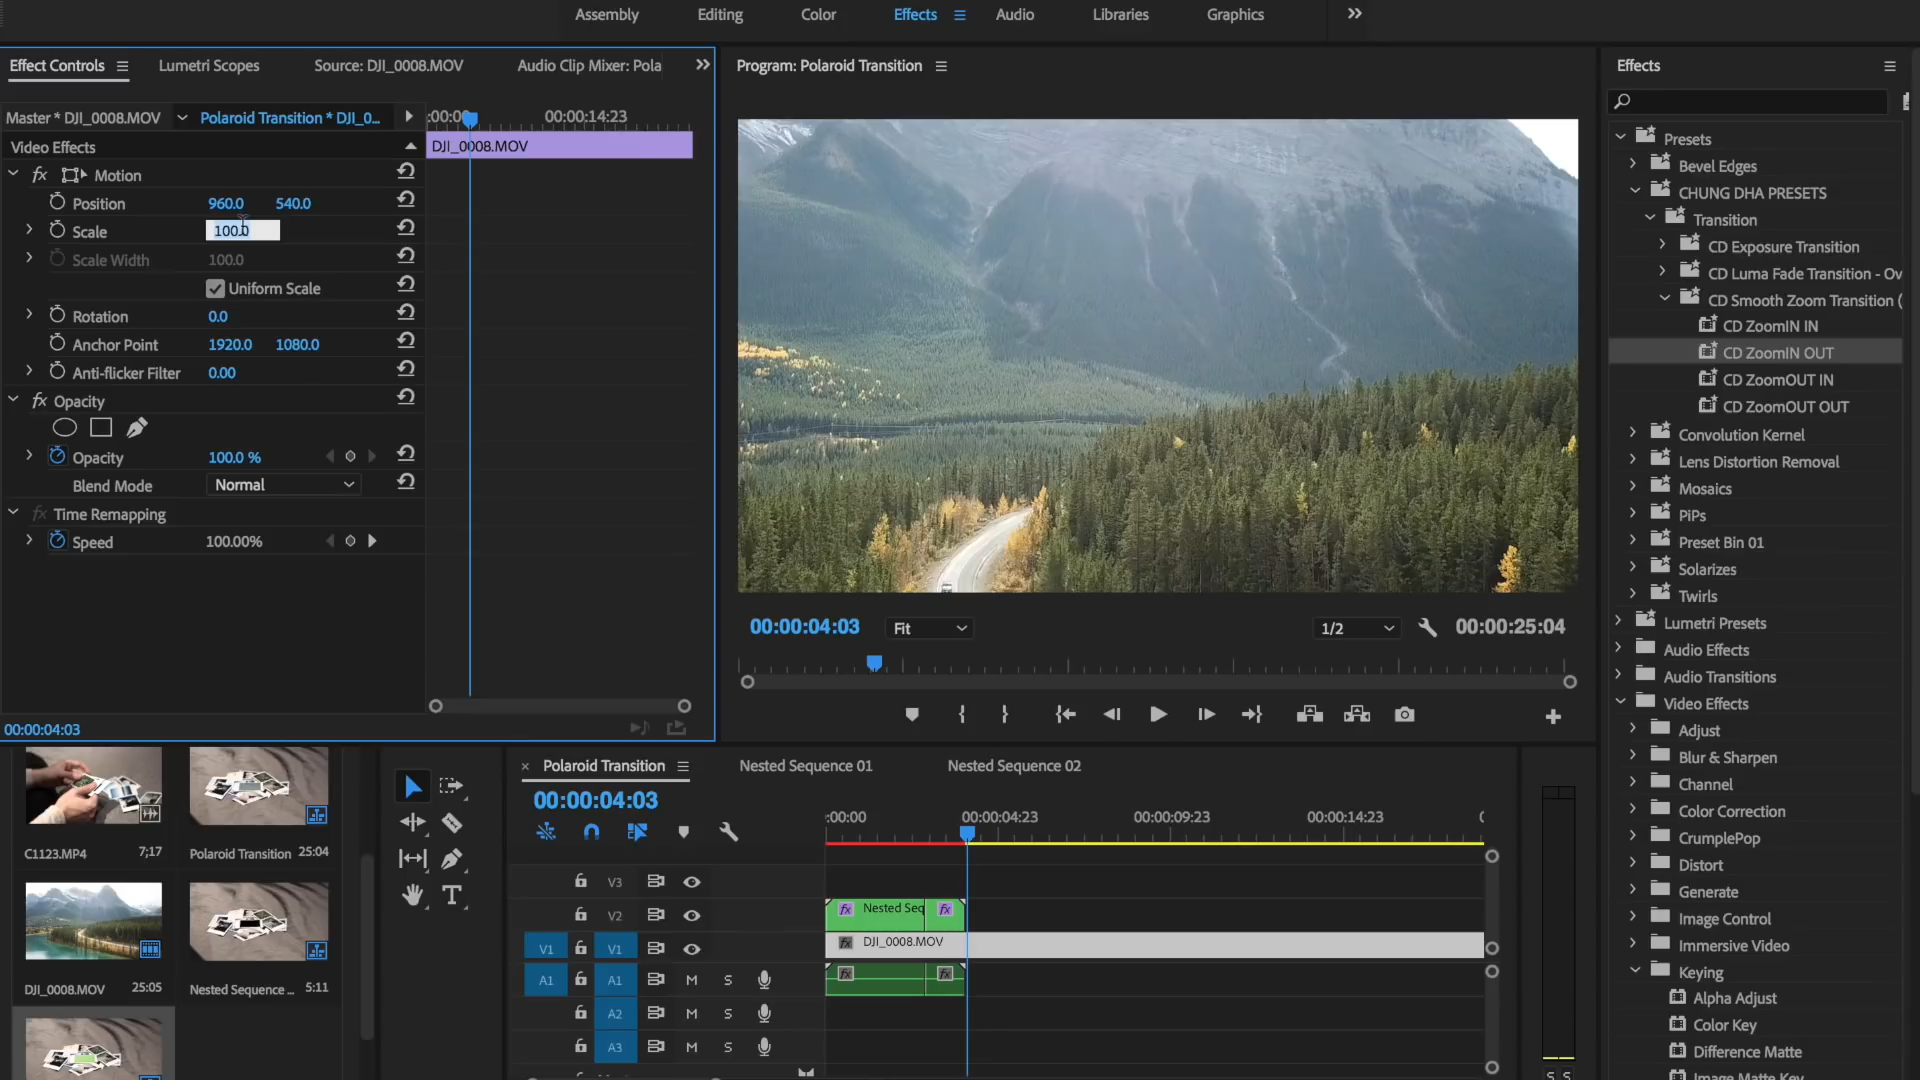 Assembly
Editing
Color
Effects
Audio
Libraries
Graphics
Effect Controls
Lumetri Scopes
Source: DJI_0008.MOV
Audio Clip Mixer: Pola
Master * DJI_0008.MOV
Polaroid Transition * DJI_0...
:00:00
00:00:14:23
Video Effects
DJI_0008.MOV
fx Motion
Position 960.0 540.0
Scale 100.0
Scale Width 100.0
Uniform Scale
Rotation 0.0
Anchor Point 1920.0 1080.0
Anti-flicker Filter 0.00
fx Opacity
Opacity 100.0 %
Blend Mode Normal
fx Time Remapping
Speed 100.00%
00:00:04:03
Program: Polaroid Transition
00:00:04:03
Fit
1/2
00:00:25:04
Effects
Presets
Bevel Edges
CHUNG DHA PRESETS
Transition
CD Exposure Transition
CD Luma Fade Transition - Ov
CD Smooth Zoom Transition (
CD ZoomIN IN
CD ZoomIN OUT
CD ZoomOUT IN
CD ZoomOUT OUT
Convolution Kernel
Lens Distortion Removal
Mosaics
PiPs
Preset Bin 01
Solarizes
Twirls
Lumetri Presets
Audio Effects
Audio Transitions
Video Effects
Adjust
Blur & Sharpen
Channel
Color Correction
CrumplePop
Distort
Generate
Image Control
Immersive Video
Keying
Alpha Adjust
Color Key
Difference Matte
Image Matte Key
C1123.MP4 7;17
Polaroid Transition 25:04
DJI_0008.MOV 25:05
Nested Sequence ... 5:11
T
× Polaroid Transition
Nested Sequence 01
Nested Sequence 02
00:00:04:03
:00:00
00:00:04:23
00:00:09:23
00:00:14:23
V3
V2
fx Nested Seq fx
V1 V1
fx DJI_0008.MOV
A1 A1 M S
fx fx
A2 M S
A3 M S
S S